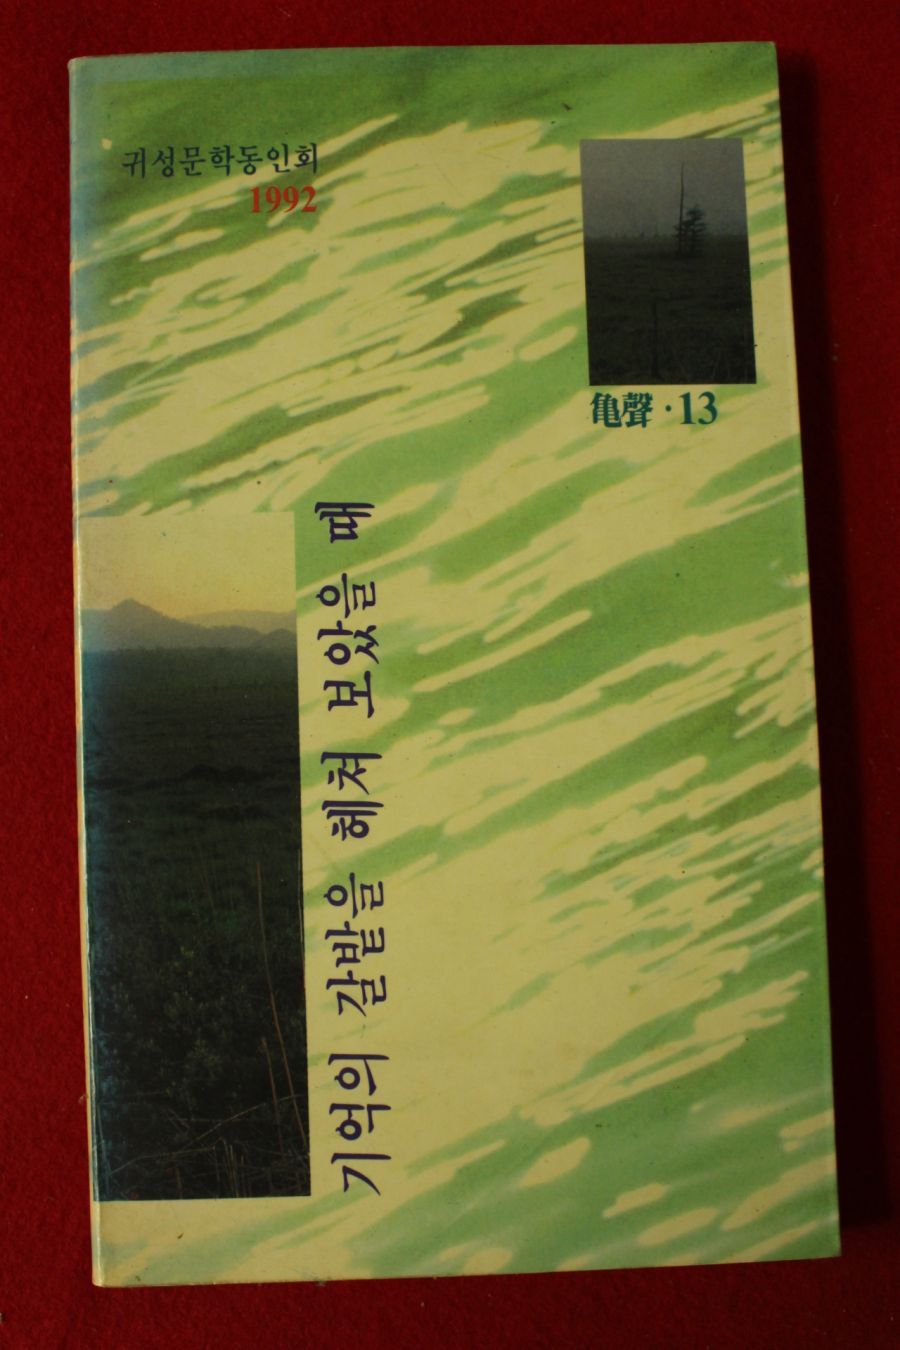 귀성문학동인회
1992
亀聲·13
기억의 갈밭을 헤쳐 보았을 때